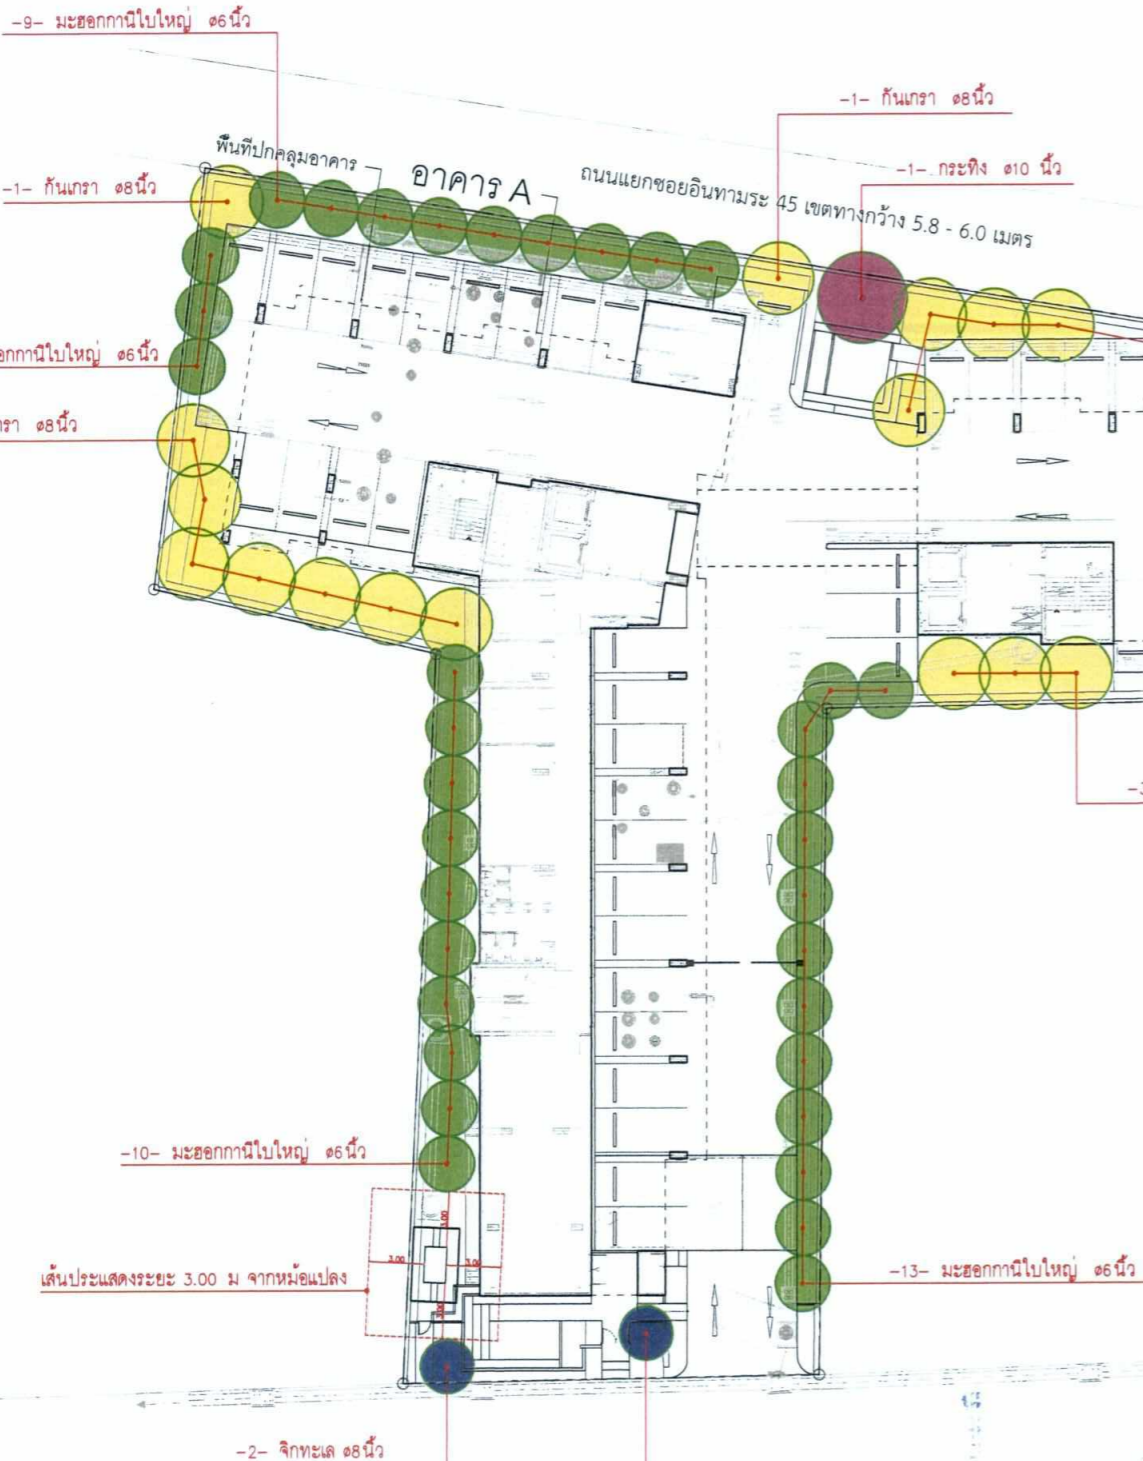 -9- มะฮอกกานีใบใหญ่ ø6นิ้ว
-1- กันเกรา ø8นิ้ว
พื้นที่ปกคลุมอาคาร
อาคาร A
ถนนแยกซอยอินทามระ 45 เขตทางกว้าง 5.8 - 6.0 เมตร
-1- กระทิง ø10 นิ้ว
-1- กันเกรา ø8นิ้ว
อกกานีใบใหญ่ ø6นิ้ว
รา ø8นิ้ว
-3
-10- มะฮอกกานีใบใหญ่ ø6นิ้ว
3.00
3.00
3.00
3.00
เส้นประแสดงระยะ 3.00 ม จากหม้อแปลง
-13- มะฮอกกานีใบใหญ่ ø6นิ้ว
-2- จิกทะเล ø8นิ้ว